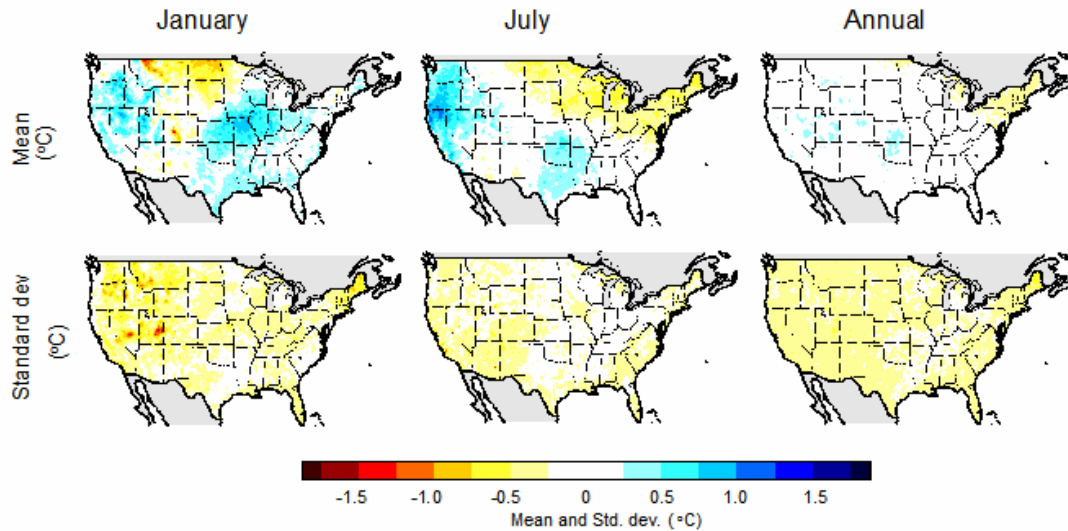 January July Annual
Mean
(ºC)
Standard dev
(ºC)
-1.5 -1.0 -0.5 0 0.5 1.0 1.5
Mean and Std. dev. (ºC)